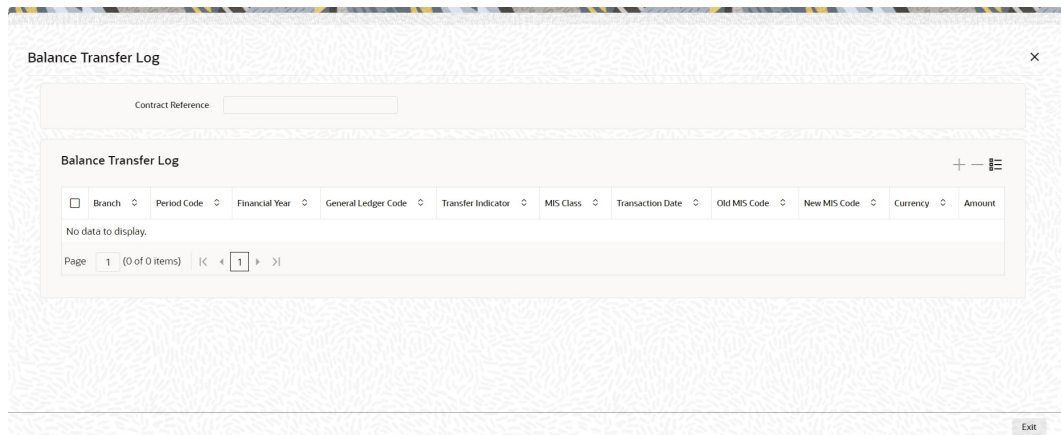 Balance Transfer Log
Contract Reference
Balance Transfer Log
Branch Period Code Financial Year General Ledger Code Transfer Indicator MIS Class Transaction Date Old MIS Code New MIS Code Currency Amount
No data to display.
Page 1 (0 of 0 items) 1
Exit